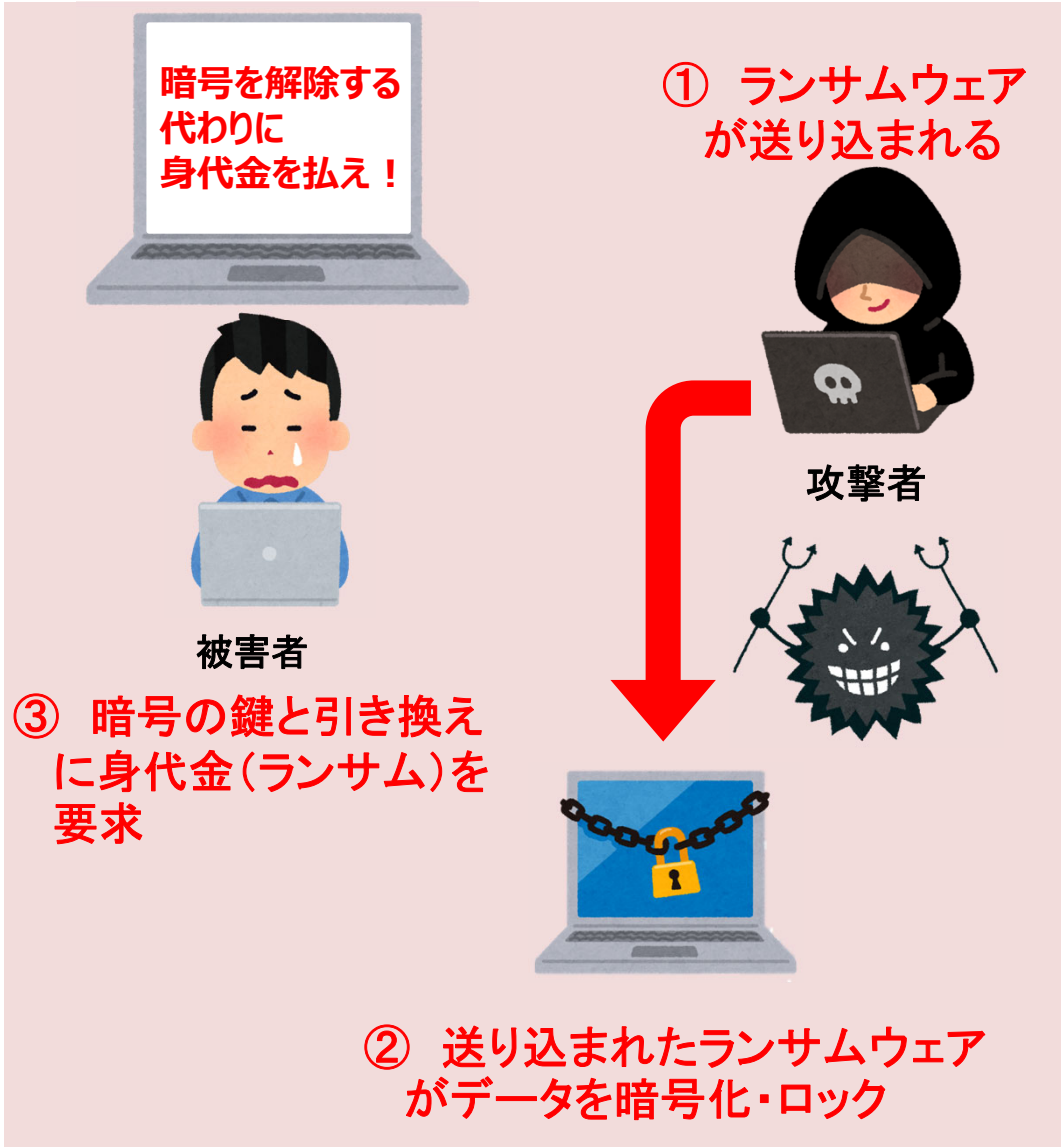 暗号を解除する
代わりに
身代金を払え！
① ランサムウェア
が送り込まれる
攻撃者
被害者
③ 暗号の鍵と引き換え
に身代金（ランサム）を
要求
② 送り込まれたランサムウェア
がデータを暗号化・ロック